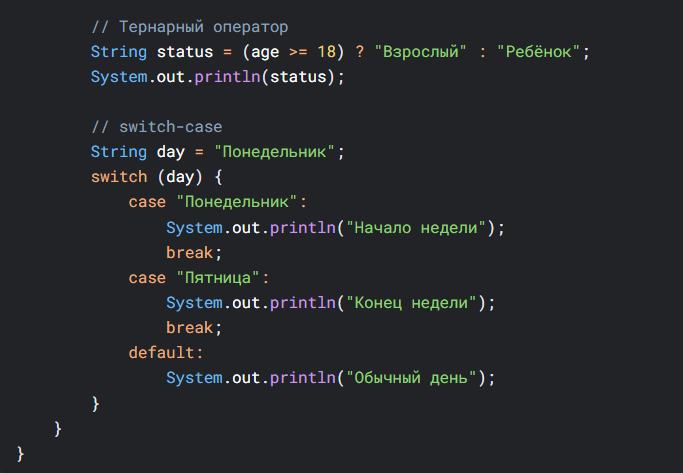 // Тернарный оператор
String status = (age >= 18) ? "Взрослый" : "Ребёнок";
System.out.println(status);
// switch-case
String day = "Понедельник";
switch (day) {
case "Понедельник":
System.out.println("Начало недели");
break;
case "Пятница":
System.out.println("Конец недели");
break;
default:
System.out.println("Обычный день");
}
}
}